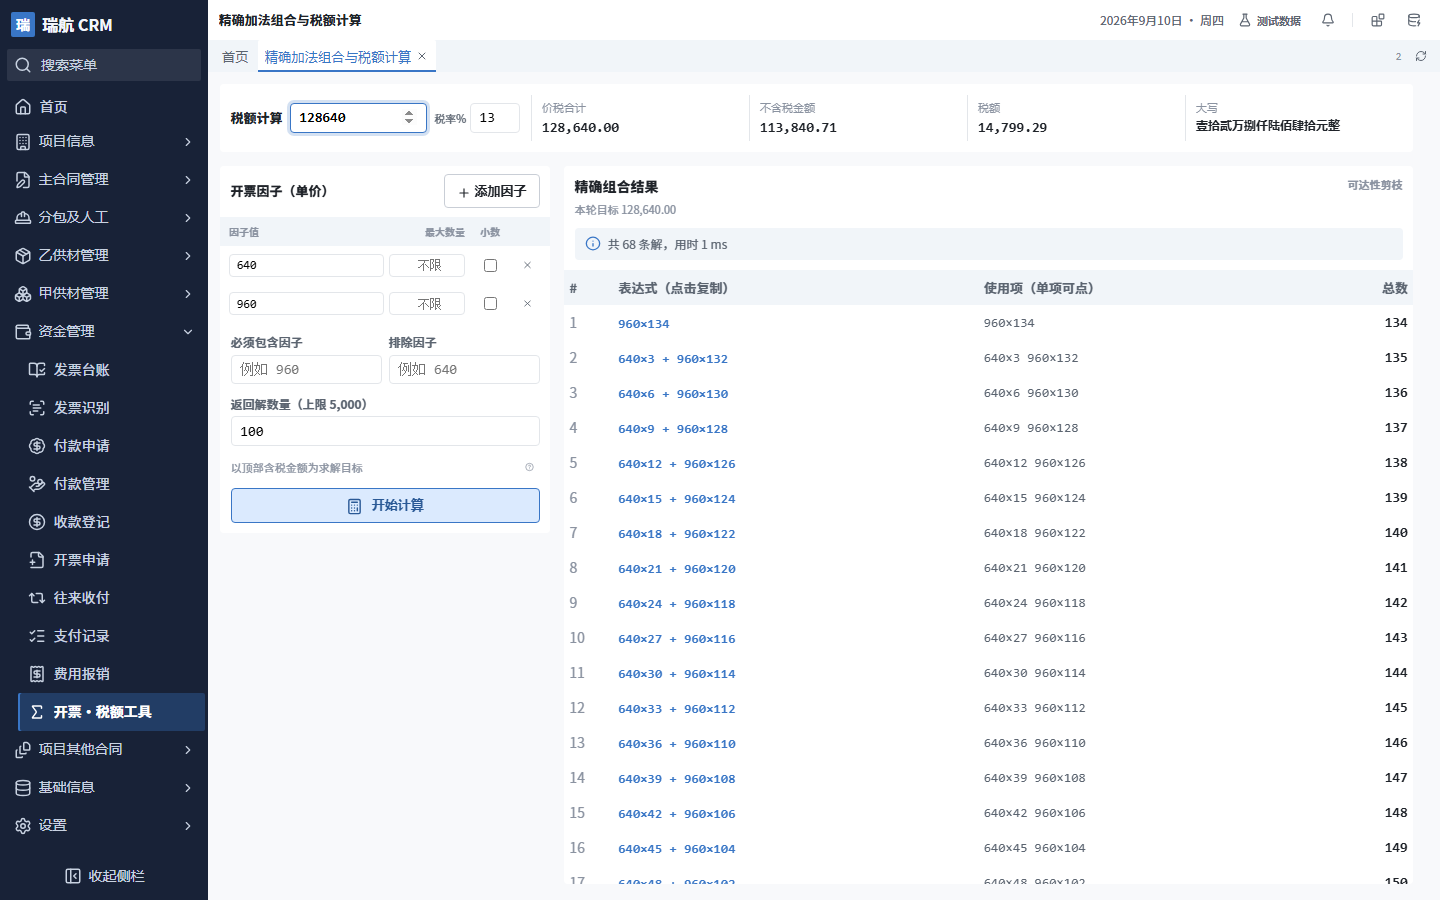 瑞 瑞航 CRM
搜索菜单
首页
项目信息
主合同管理
分包及人工
乙供材管理
甲供材管理
资金管理
发票台账
发票识别
付款申请
付款管理
收款登记
开票申请
往来收付
支付记录
费用报销
开票・税额工具
项目其他合同
基础信息
设置
收起侧栏
精确加法组合与税额计算
2026年9月10日・周四 测试数据
首页 精确加法组合与税额计算 × 2
税额计算 128640 税率% 13
价税合计
128,640.00
不含税金额
113,840.71
税额
14,799.29
大写
壹拾贰万捌仟陆佰肆拾元整
开票因子（单价）
+ 添加因子
因子值 最大数量 小数
640 不限 ×
960 不限 ×
必须包含因子 排除因子
例如 960 例如 640
返回解数量（上限 5,000）
100
以顶部含税金额为求解目标
开始计算
精确组合结果
可达性剪枝
本轮目标 128,640.00
共 68 条解，用时 1 ms
# 表达式（点击复制） 使用项（单项可点） 总数
1 960×134 960×134 134
2 640×3 + 960×132 640×3 960×132 135
3 640×6 + 960×130 640×6 960×130 136
4 640×9 + 960×128 640×9 960×128 137
5 640×12 + 960×126 640×12 960×126 138
6 640×15 + 960×124 640×15 960×124 139
7 640×18 + 960×122 640×18 960×122 140
8 640×21 + 960×120 640×21 960×120 141
9 640×24 + 960×118 640×24 960×118 142
10 640×27 + 960×116 640×27 960×116 143
11 640×30 + 960×114 640×30 960×114 144
12 640×33 + 960×112 640×33 960×112 145
13 640×36 + 960×110 640×36 960×110 146
14 640×39 + 960×108 640×39 960×108 147
15 640×42 + 960×106 640×42 960×106 148
16 640×45 + 960×104 640×45 960×104 149
17 640×48 + 960×102 640×48 960×102 150